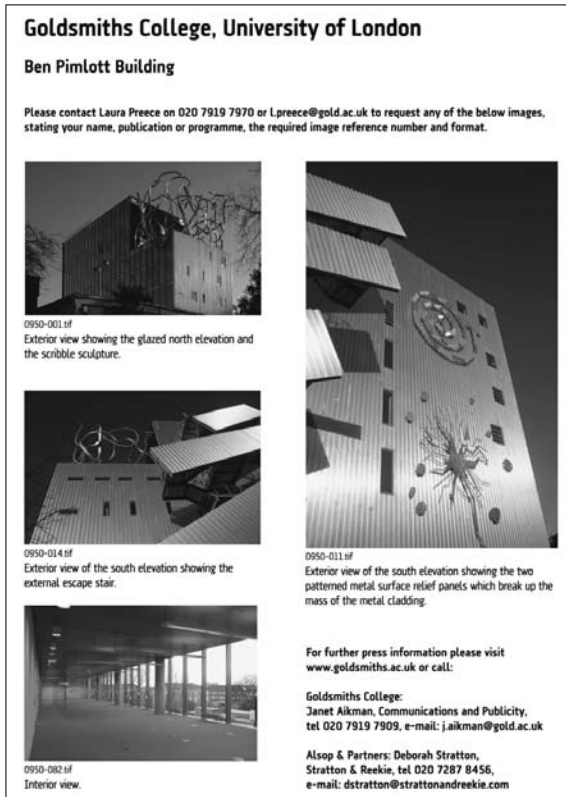 Goldsmiths College, University of London
Ben Pimlott Building
Please contact Laura Preece on 020 7919 7970 or l.preece@gold.ac.uk to request any of the below images,
stating your name, publication or programme, the required image reference number and format.
0950-001.tif
Exterior view showing the glazed north elevation and
the scribble sculpture.
0950-014.tif
Exterior view of the south elevation showing the
external escape stair.
0950-082.tif
Interior view.
0950-011.tif
Exterior view of the south elevation showing the two
patterned metal surface relief panels which break up the
mass of the metal cladding.
For further press information please visit
www.goldsmiths.ac.uk or call:
Goldsmiths College:
Janet Aikman, Communications and Publicity,
tel 020 7919 7909, e-mail: j.aikman@gold.ac.uk
Alsop & Partners: Deborah Stratton,
Stratton & Reekie, tel 020 7287 8456,
e-mail: dstratton@strattonandreekie.com